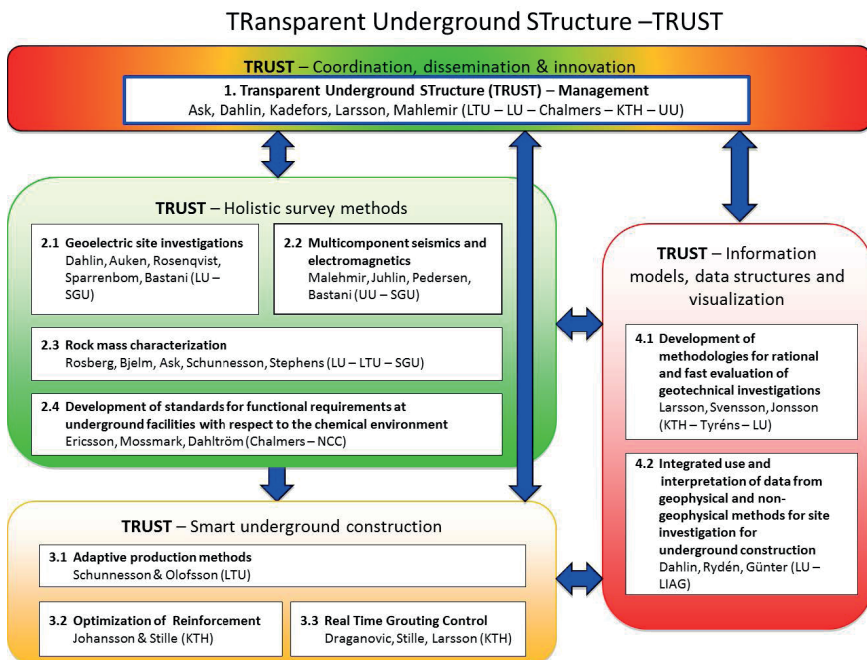 TRansparent Underground STructure –TRUST
TRUST – Coordination, dissemination & innovation
1. Transparent Underground STructure (TRUST) – Management
Ask, Dahlin, Kadefors, Larsson, Mahlemir (LTU – LU – Chalmers – KTH – UU)
TRUST – Holistic survey methods
2.1 Geoelectric site investigations
Dahlin, Auken, Rosenqvist,
Sparrenbom, Bastani (LU –
SGU)
2.2 Multicomponent seismics and
electromagnetics
Malehmir, Juhlin, Pedersen,
Bastani (UU – SGU)
2.3 Rock mass characterization
Rosberg, Bjelm, Ask, Schunnesson, Stephens (LU – LTU – SGU)
2.4 Development of standards for functional requirements at
underground facilities with respect to the chemical environment
Ericsson, Mossmark, Dahltröm (Chalmers – NCC)
TRUST – Smart underground construction
3.1 Adaptive production methods
Schunnesson & Olofsson (LTU)
3.2 Optimization of Reinforcement
Johansson & Stille (KTH)
3.3 Real Time Grouting Control
Draganovic, Stille, Larsson (KTH)
TRUST – Information
models, data structures and
visualization
4.1 Development of
methodologies for rational
and fast evaluation of
geotechnical investigations
Larsson, Svensson, Jonsson
(KTH – Tyréns – LU)
4.2 Integrated use and
interpretation of data from
geophysical and non-
geophysical methods for site
investigation for
underground construction
Dahlin, Rydén, Günter (LU –
LIAG)